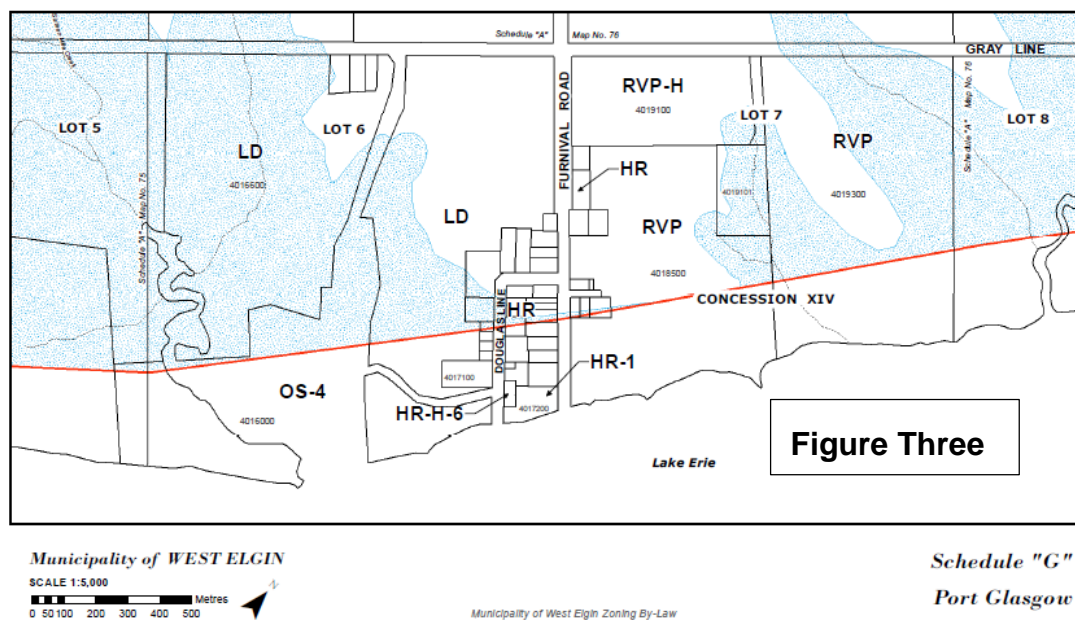 Schedule "A" Map No. 76
GRAY LINE
LOT 5
LOT 6
LD
4016600
Schedule "A" - Map No. 75
LD
FURNIVAL ROAD
RVP-H
4019100
LOT 7
HR
RVP
4019300
4019101
Schedule "A" Map No. 76
LOT 8
RVP
4018500
CONCESSION XIV
DOUGLAS LINE
HR
4017100
HR-1
OS-4
4016000
HR-H-6
4017200
Figure Three
Lake Erie
Municipality of WEST ELGIN
SCALE 1:5,000
Metres
0 50 100 200 300 400 500
N
Municipality of West Elgin Zoning By-Law
Schedule "G"
Port Glasgow